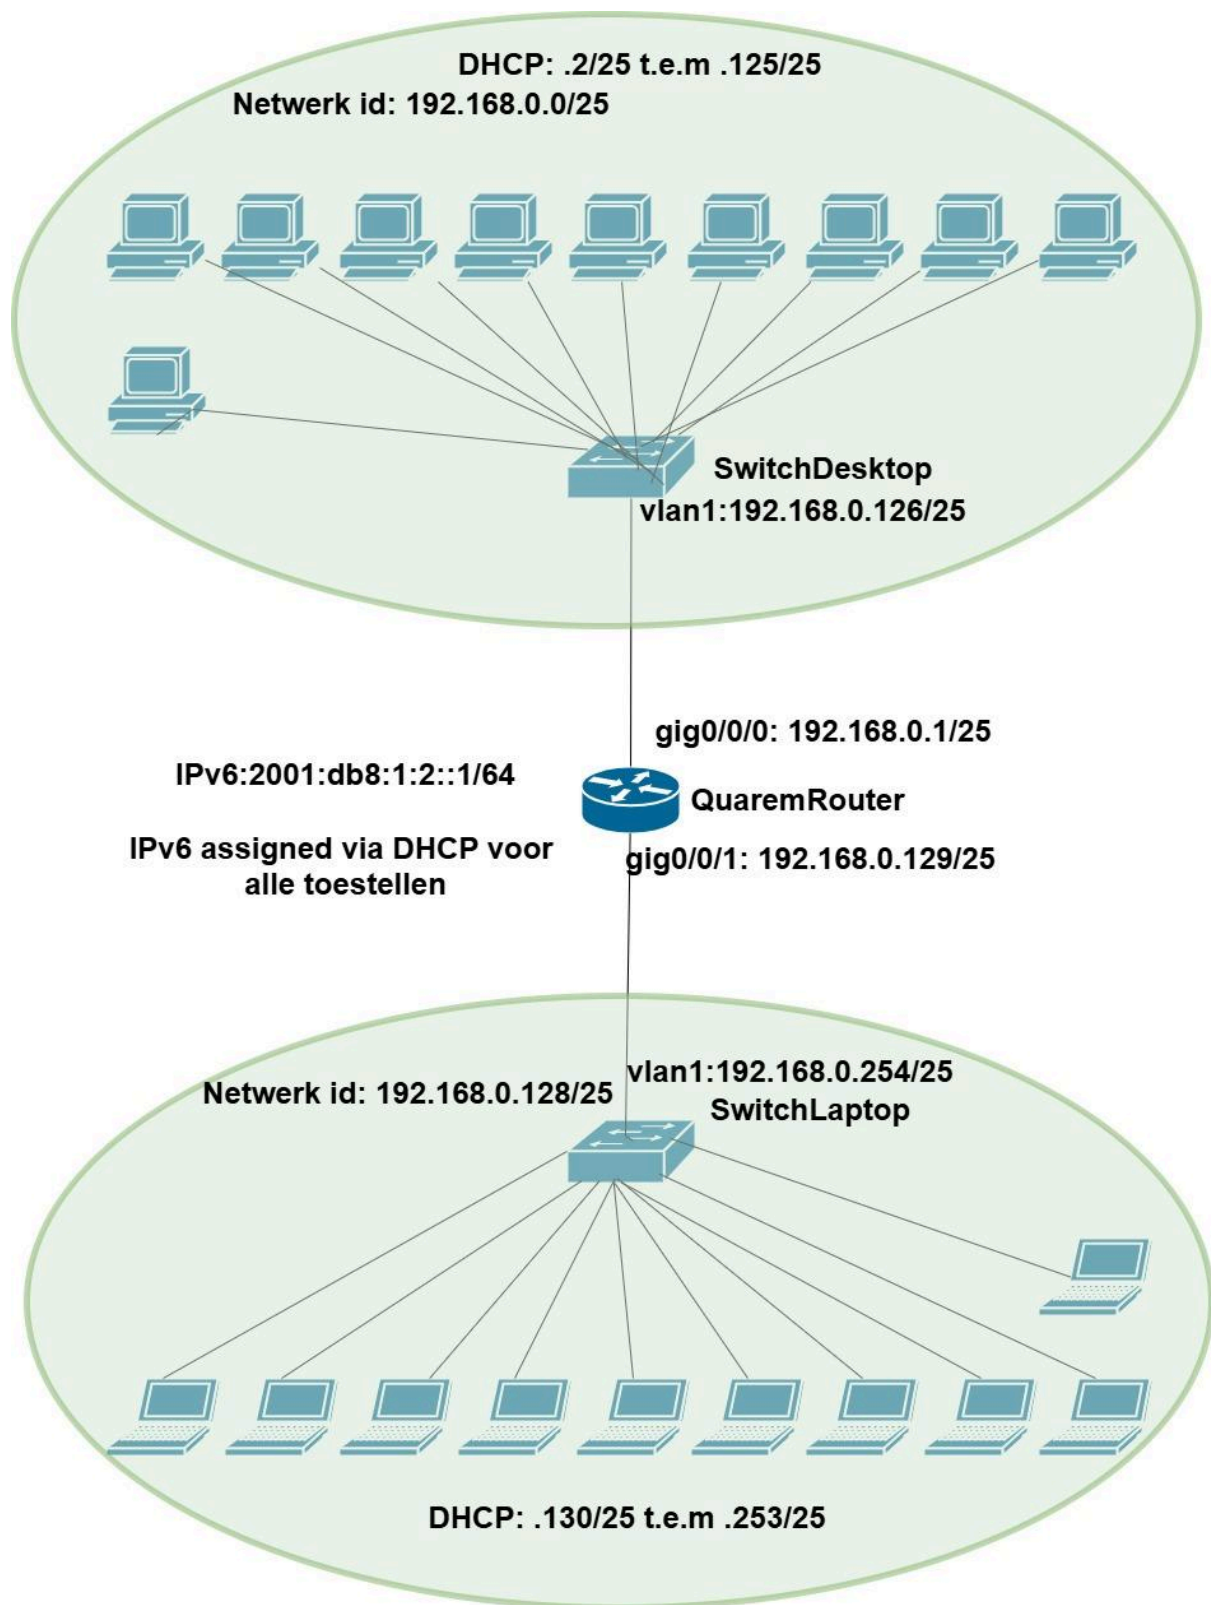 DHCP: .2/25 t.e.m .125/25
Netwerk id: 192.168.0.0/25
SwitchDesktop
vlan1:192.168.0.126/25
gig0/0/0: 192.168.0.1/25
IPv6:2001:db8:1:2::1/64
QuaremRouter
IPv6 assigned via DHCP voor
alle toestellen
gig0/0/1: 192.168.0.129/25
vlan1:192.168.0.254/25
Netwerk id: 192.168.0.128/25
SwitchLaptop
DHCP: .130/25 t.e.m .253/25